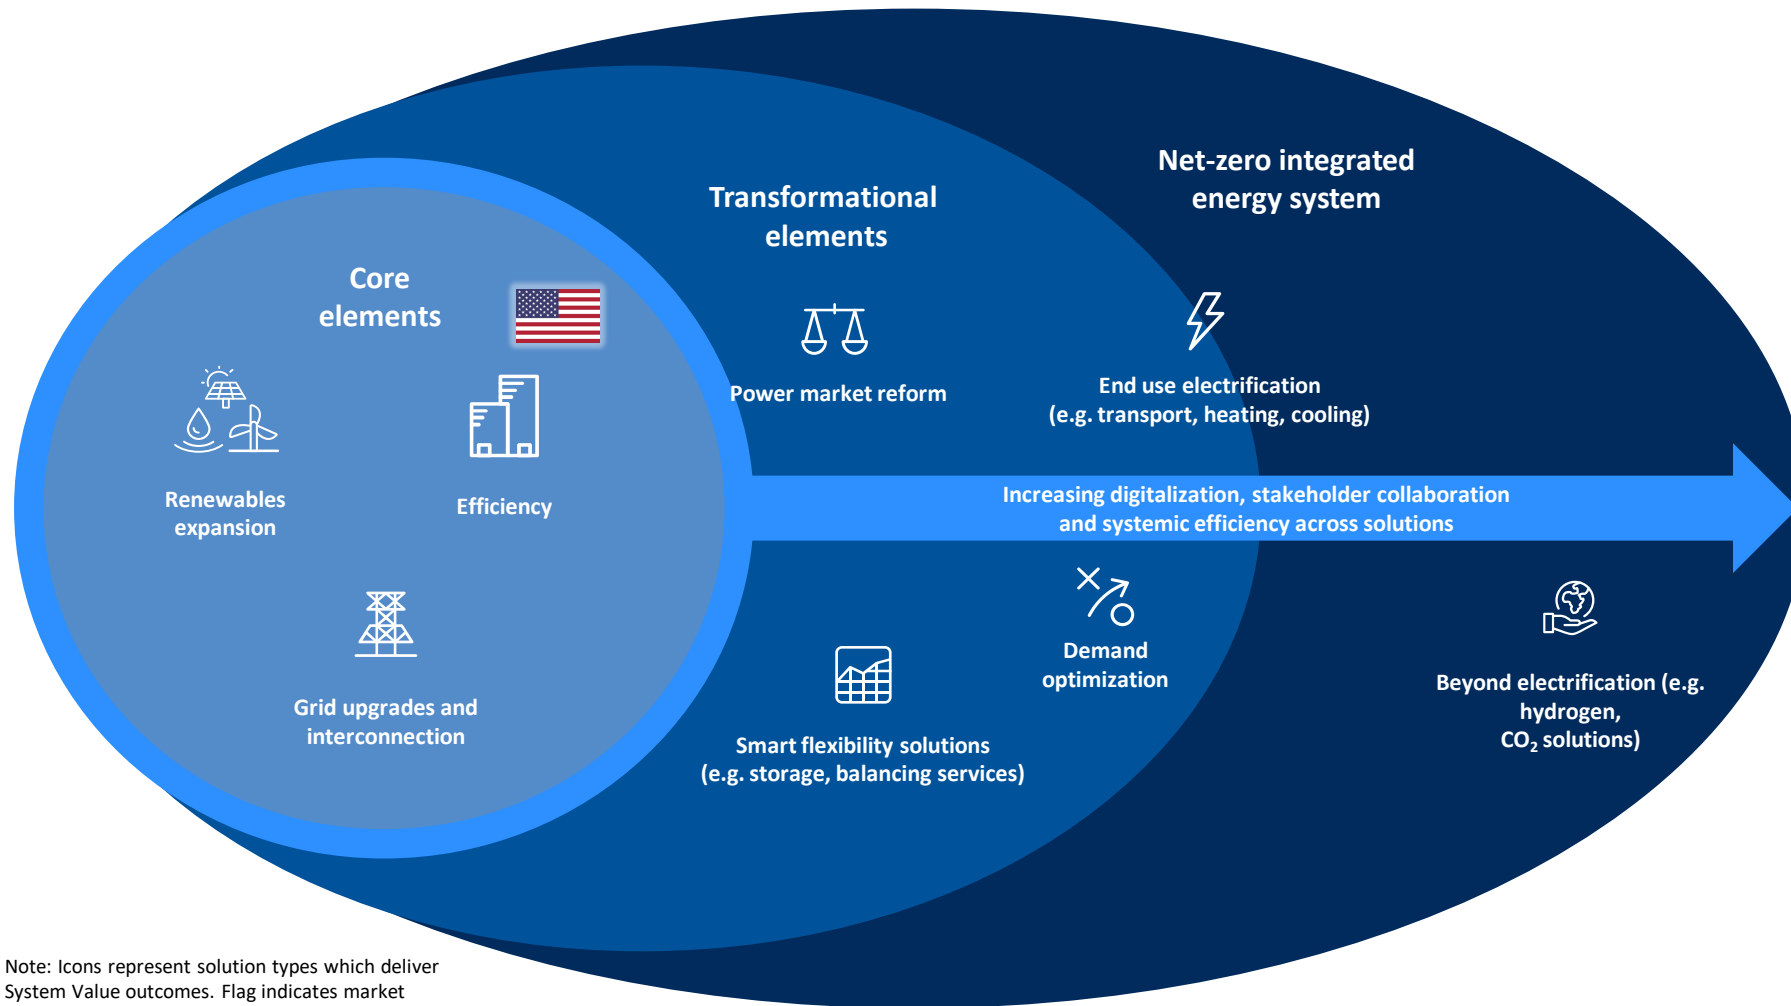 Net-zero integrated
energy system
Transformational
elements
Core
elements
Power market reform
End use electrification
(e.g. transport, heating, cooling)
Renewables
expansion
Efficiency
Increasing digitalization, stakeholder collaboration
and systemic efficiency across solutions
Grid upgrades and
interconnection
Demand
optimization
Smart flexibility solutions
(e.g. storage, balancing services)
Beyond electrification (e.g.
hydrogen,
CO₂ solutions)
Note: Icons represent solution types which deliver
System Value outcomes. Flag indicates market